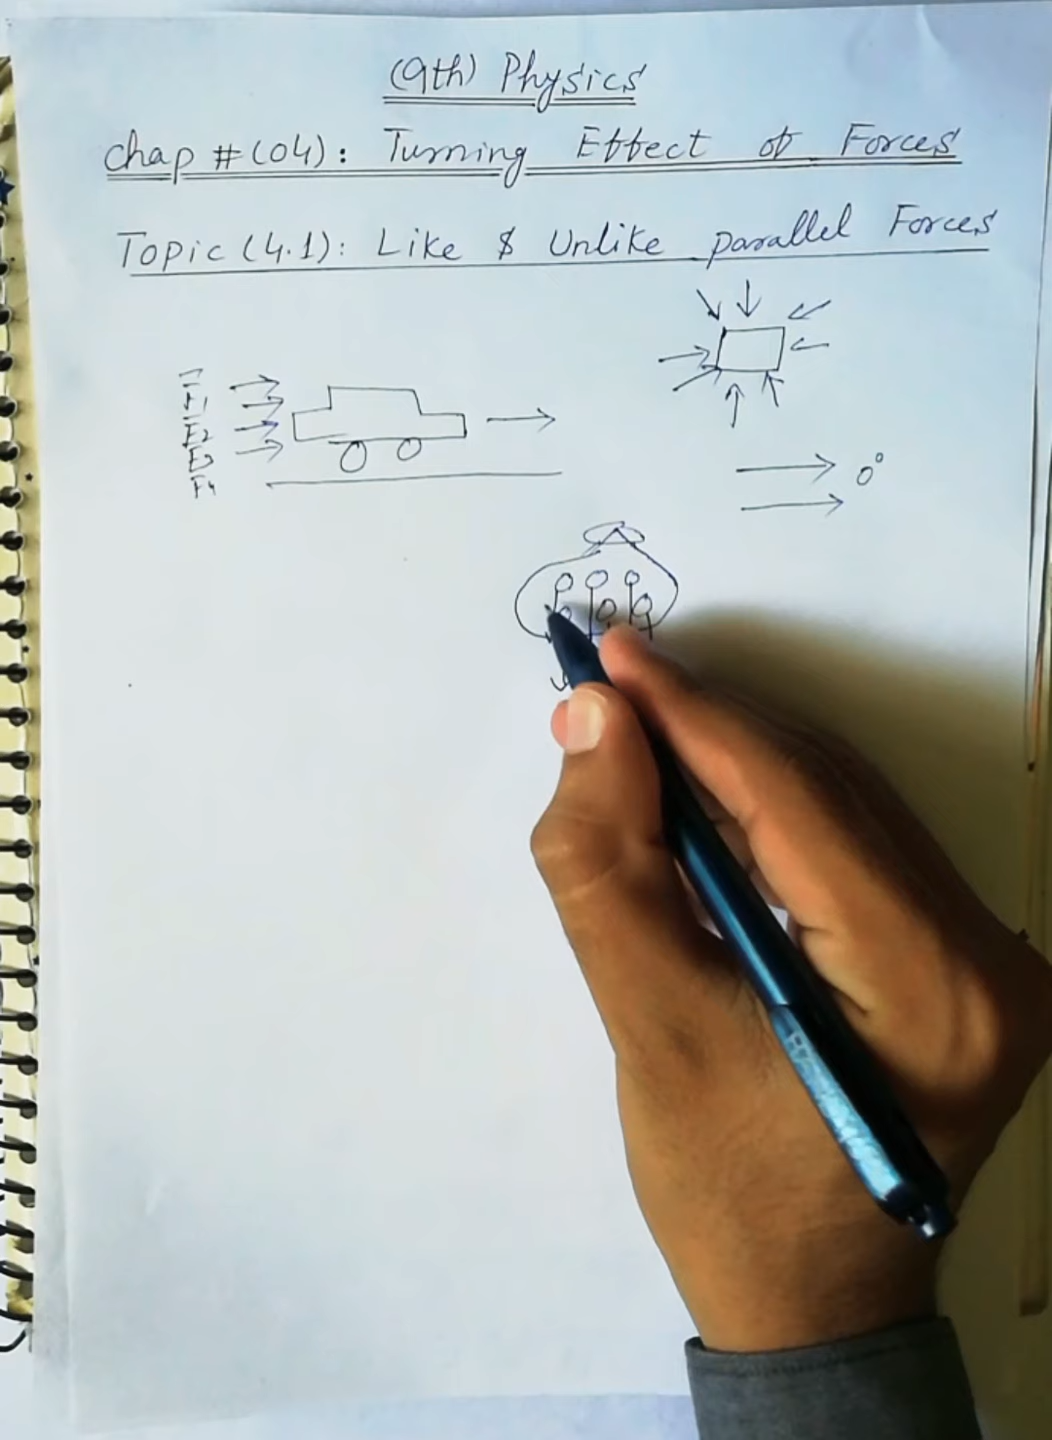 (9th) Physics
Chap # (04): Turning Effect of Forces
Topic (4.1): Like & Unlike parallel Forces
F1
F2
F3
F4
0°